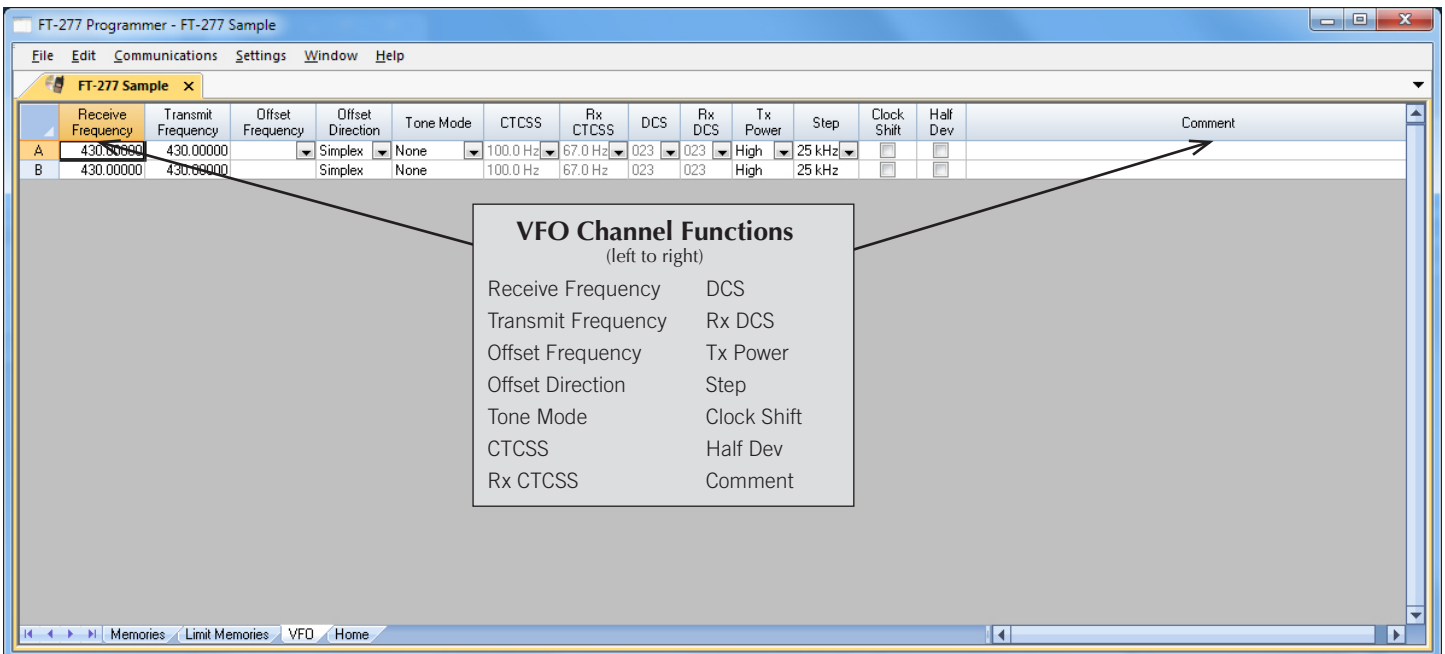 FT-277 Programmer - FT-277 Sample
File Edit Communications Settings Window Help
FT-277 Sample X
Receive Frequency Transmit Frequency Offset Frequency Offset Direction Tone Mode CTCSS Rx CTCSS DCS Rx DCS Tx Power Step Clock Shift Half Dev Comment
A 430.00000 430.00000 Simplex None 100.0 Hz 67.0 Hz 023 023 High 25 kHz
B 430.00000 430.00000 Simplex None 100.0 Hz 67.0 Hz 023 023 High 25 kHz
VFO Channel Functions
(left to right)
Receive Frequency DCS
Transmit Frequency Rx DCS
Offset Frequency Tx Power
Offset Direction Step
Tone Mode Clock Shift
CTCSS Half Dev
Rx CTCSS Comment
Memories Limit Memories VFO Home